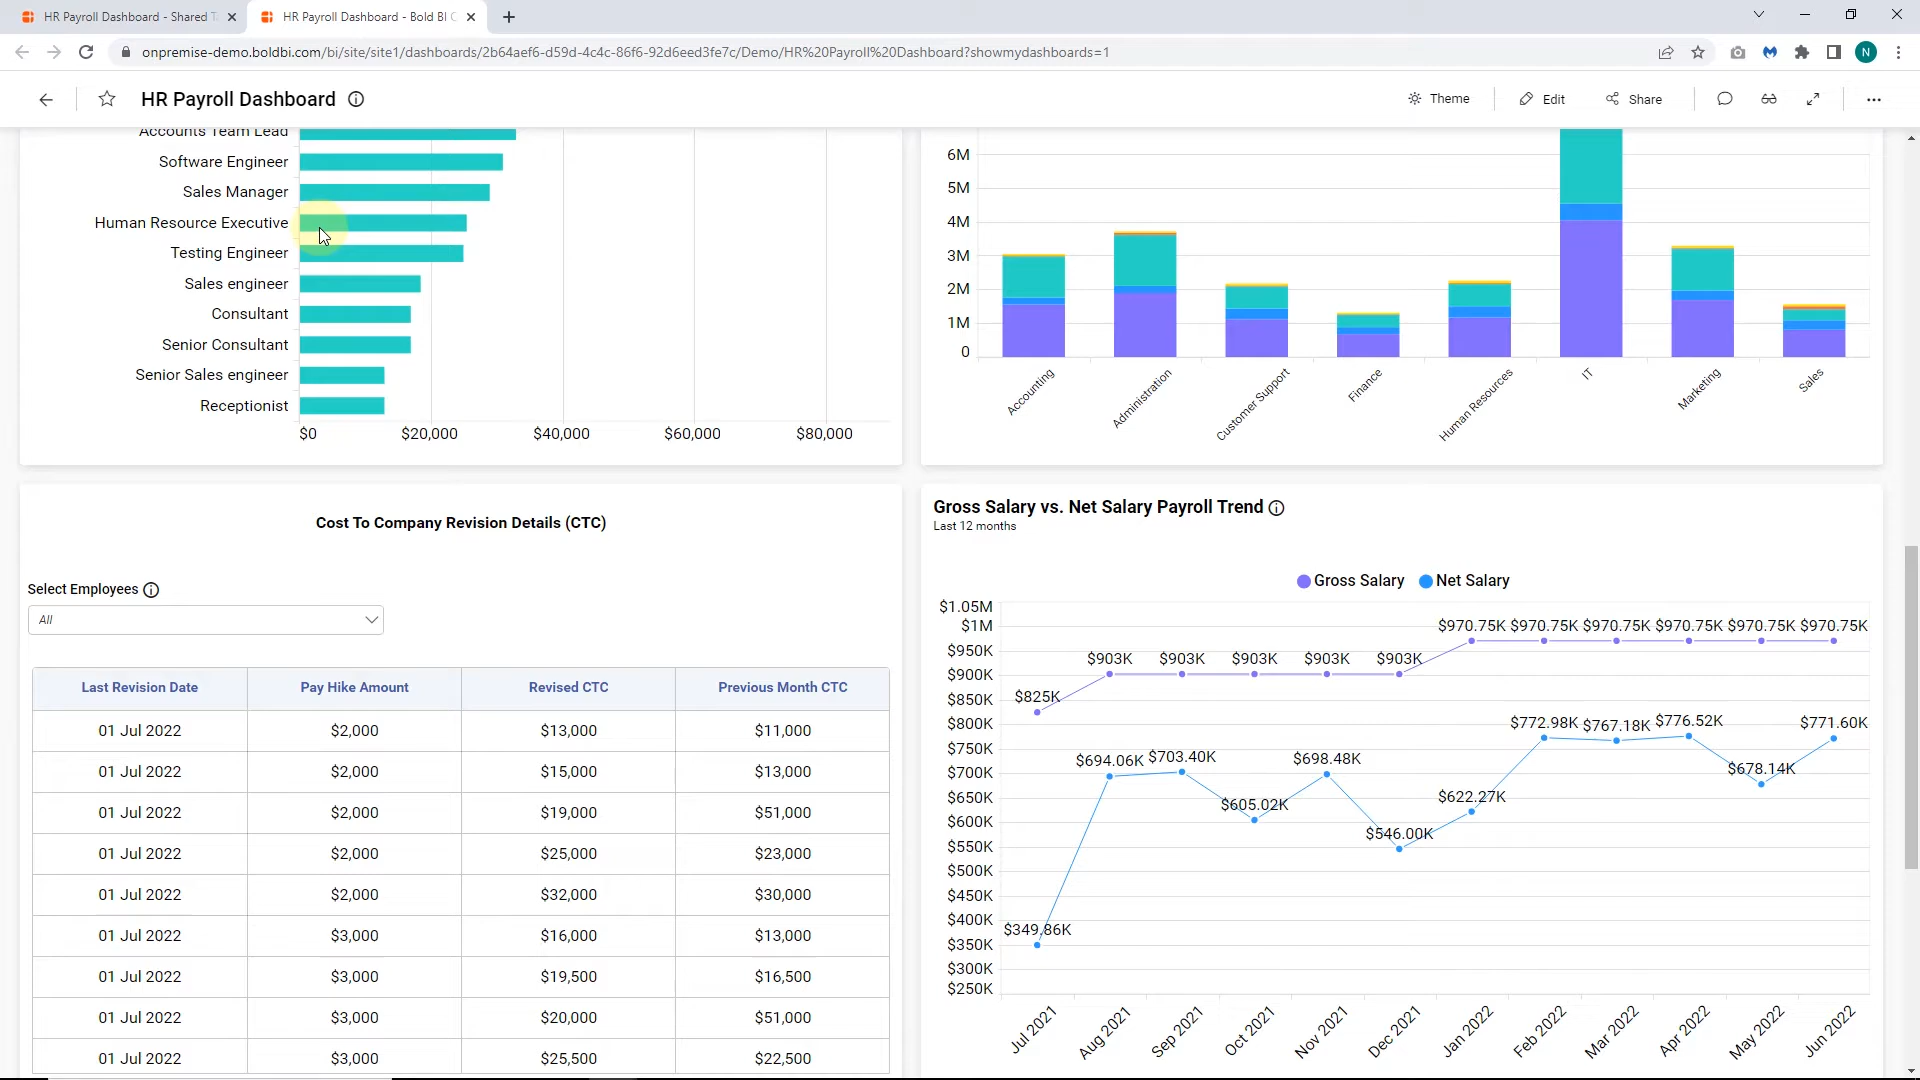 HR Payroll Dashboard - Shared T
HR Payroll Dashboard - Bold BI C
onpremise-demo.boldbi.com/bi/site/site1/dashboards/2b64aef6-d59d-4c4c-86f6-92d6eed3fe7c/Demo/HR%20Payroll%20Dashboard?showmydashboards=1
N
HR Payroll Dashboard
Theme
Edit
Share
Accounts Team Lead
Software Engineer
Sales Manager
Human Resource Executive
Testing Engineer
Sales engineer
Consultant
Senior Consultant
Senior Sales engineer
Receptionist
$0 $20,000 $40,000 $60,000 $80,000
6M
5M
4M
3M
2M
1M
0
Accounting
Administration
Customer Support
Finance
Human Resources
IT
Marketing
Sales
Cost To Company Revision Details (CTC)
Select Employees
All
Last Revision Date Pay Hike Amount Revised CTC Previous Month CTC
01 Jul 2022 $2,000 $13,000 $11,000
01 Jul 2022 $2,000 $15,000 $13,000
01 Jul 2022 $2,000 $19,000 $51,000
01 Jul 2022 $2,000 $25,000 $23,000
01 Jul 2022 $2,000 $32,000 $30,000
01 Jul 2022 $3,000 $16,000 $13,000
01 Jul 2022 $3,000 $19,500 $16,500
01 Jul 2022 $3,000 $20,000 $51,000
01 Jul 2022 $3,000 $25,500 $22,500
Gross Salary vs. Net Salary Payroll Trend
Last 12 months
Gross Salary Net Salary
$1.05M
$1M
$950K
$900K
$850K
$800K
$750K
$700K
$650K
$600K
$550K
$500K
$450K
$400K
$350K
$300K
$250K
$825K $903K $903K $903K $903K $903K $970.75K $970.75K $970.75K $970.75K $970.75K $970.75K
$349.86K $694.06K $703.40K $605.02K $698.48K $546.00K $622.27K $772.98K $767.18K $776.52K $678.14K $771.60K
Jul 2021
Aug 2021
Sep 2021
Oct 2021
Nov 2021
Dec 2021
Jan 2022
Feb 2022
Mar 2022
Apr 2022
May 2022
Jun 2022